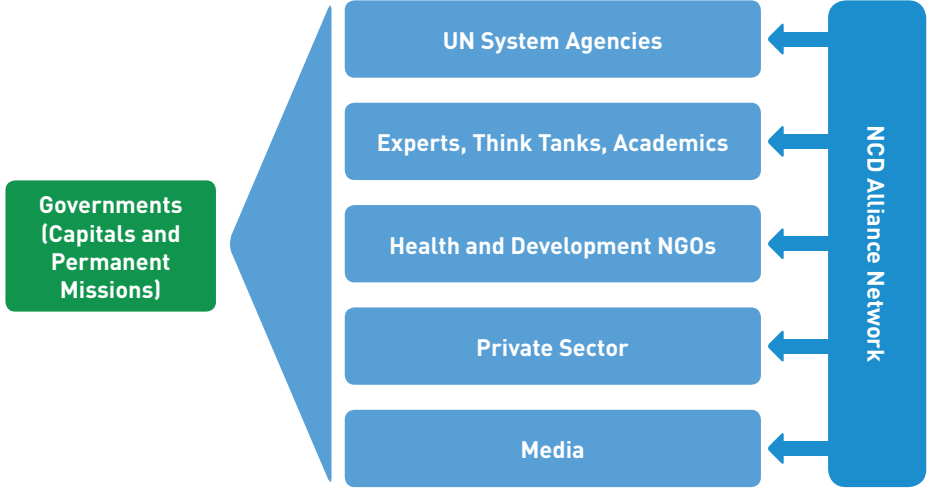 UN System Agencies
Experts, Think Tanks, Academics
Governments
(Capitals and
Permanent
Missions)
Health and Development NGOs
Private Sector
Media
NCD Alliance Network